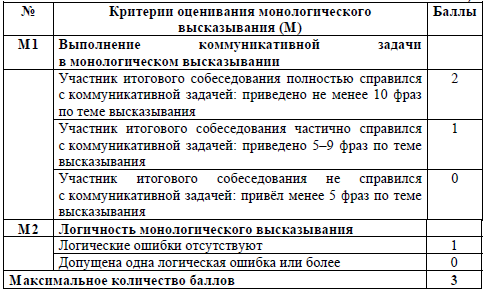 № Критерии оценивания монологического Баллы
высказывания (М)
М1 Выполнение коммуникативной задачи
в монологическом высказывании
Участник итогового собеседования полностью справился 2
с коммуникативной задачей: приведено не менее 10 фраз
по теме высказывания
Участник итогового собеседования частично справился 1
с коммуникативной задачей: приведено 5–9 фраз по теме
высказывания
Участник итогового собеседования не справился 0
с коммуникативной задачей: привёл менее 5 фраз по теме
высказывания
М2 Логичность монологического высказывания
Логические ошибки отсутствуют 1
Допущена одна логическая ошибка или более 0
Максимальное количество баллов 3